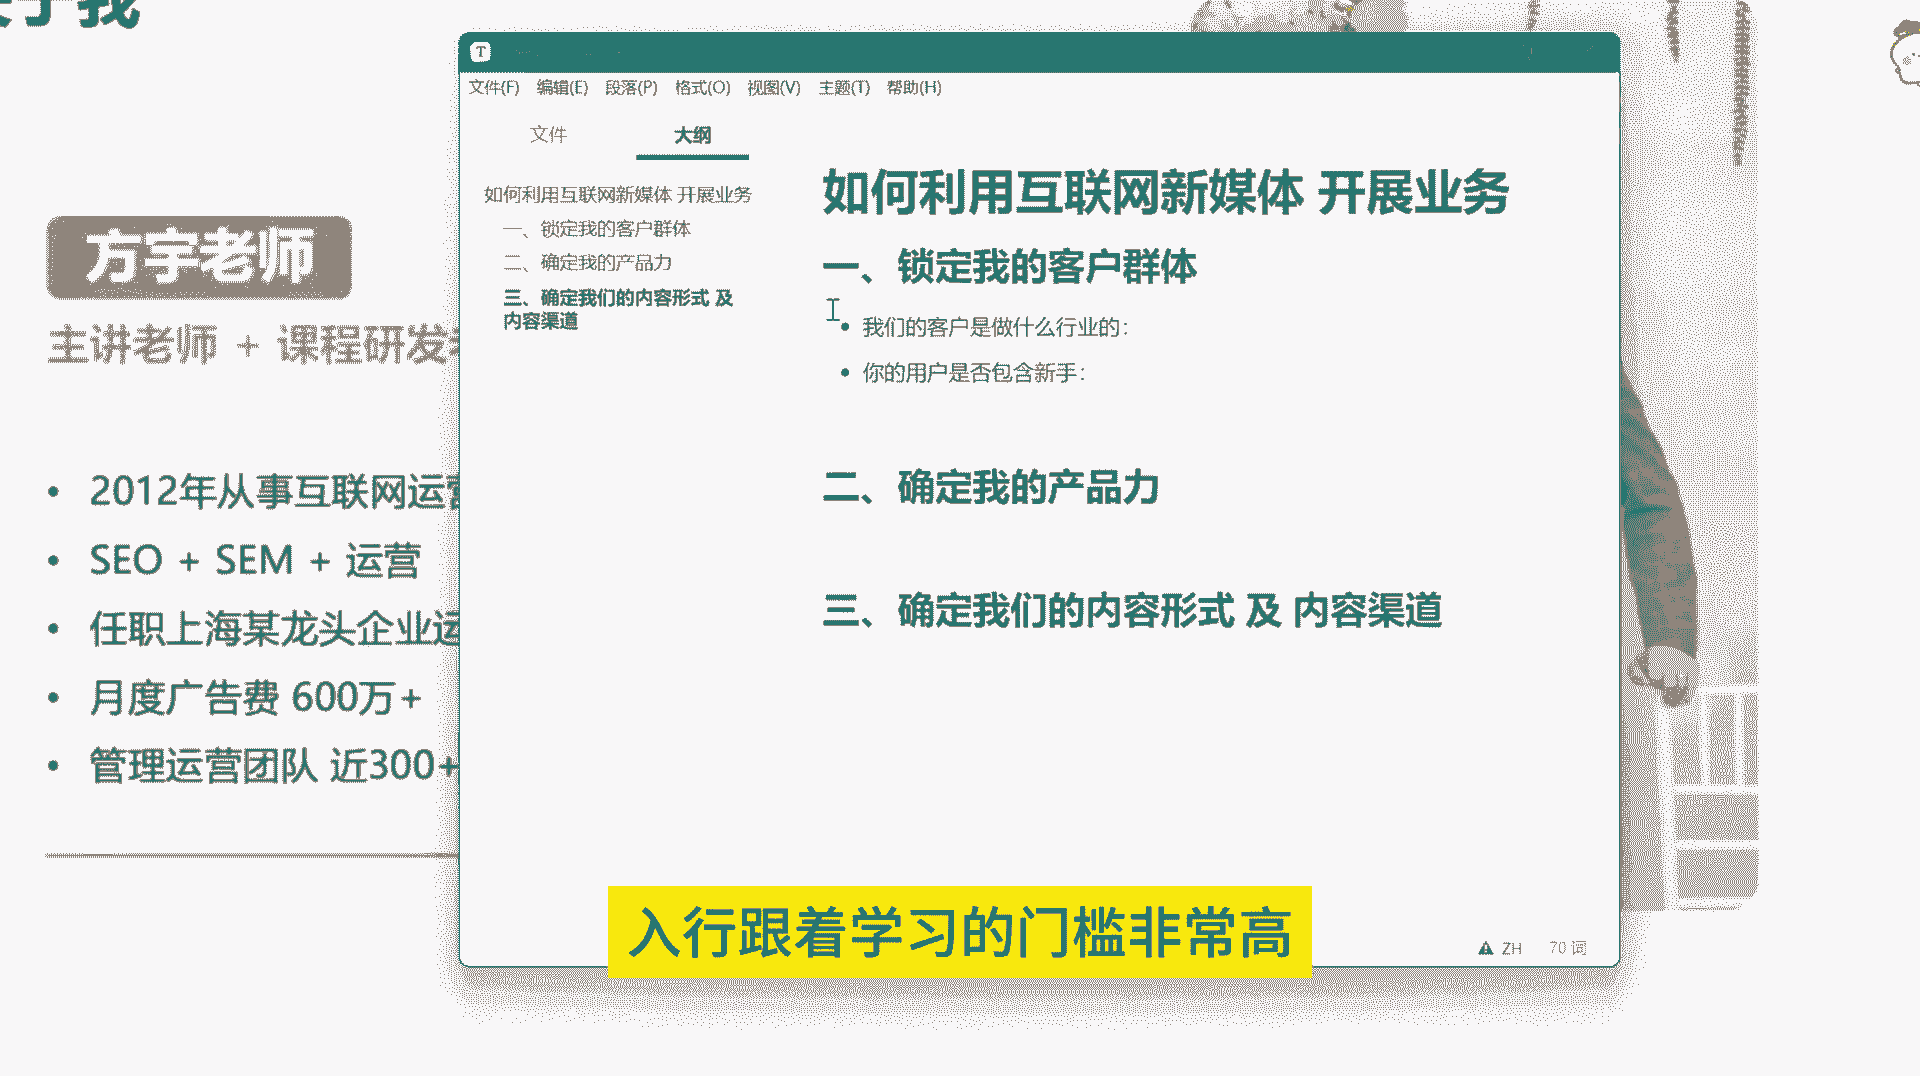 关于我
方宇老师
主讲老师 + 课程研发
2012年从事互联网运营
SEO + SEM + 运营
任职上海某龙头企业运
月度广告费 600万+
管理运营团队 近300+
T
文件(F) 编辑(E) 段落(P) 格式(O) 视图(V) 主题(T) 帮助(H)
文件 大纲
如何利用互联网新媒体 开展业务
一、锁定我的客户群体
二、确定我的产品力
三、确定我们的内容形式 及
内容渠道
如何利用互联网新媒体 开展业务
一、锁定我的客户群体
我们的客户是做什么行业的：
你的用户是否包含新手：
二、确定我的产品力
三、确定我们的内容形式 及 内容渠道
ZH 70 词
入行跟着学习的门槛非常高